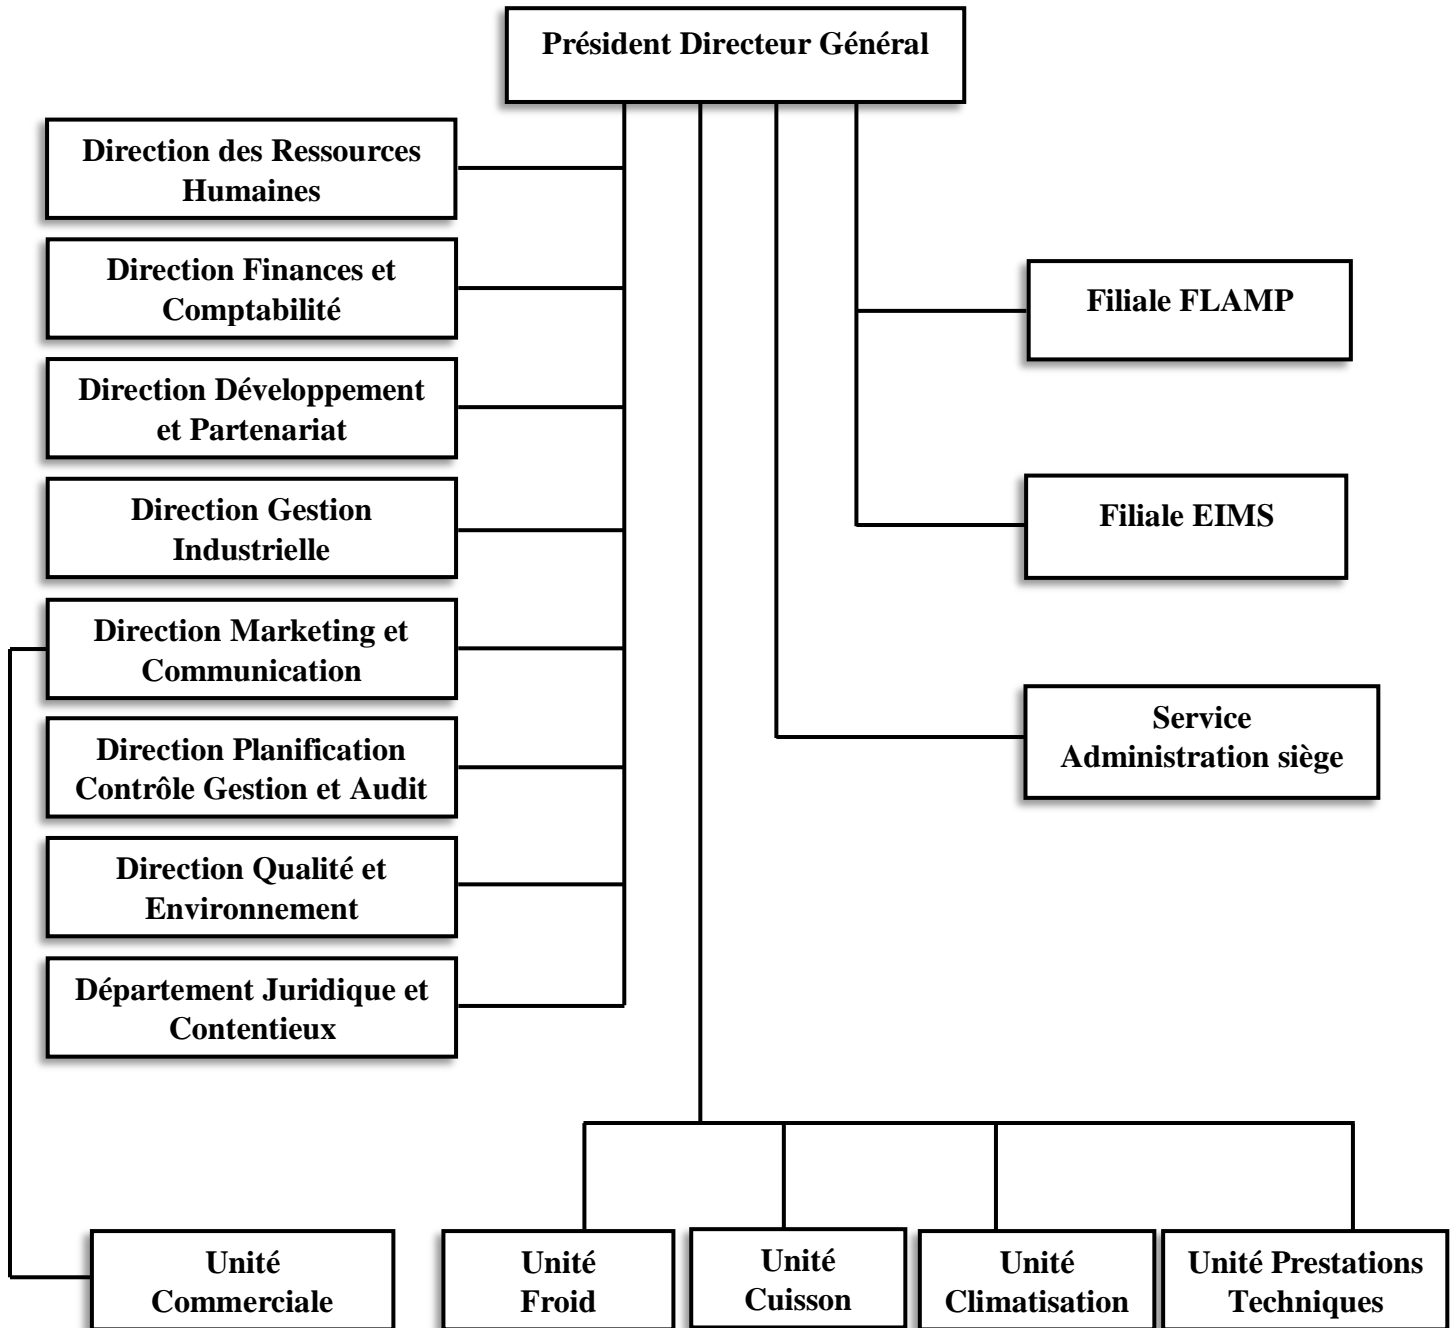 Président Directeur Général
Direction des Ressources
Humaines
Direction Finances et
Comptabilité
Direction Développement
et Partenariat
Direction Gestion
Industrielle
Direction Marketing et
Communication
Direction Planification
Contrôle Gestion et Audit
Direction Qualité et
Environnement
Département Juridique et
Contentieux
Filiale FLAMP
Filiale EIMS
Service
Administration siège
Unité
Commerciale
Unité
Froid
Unité
Cuisson
Unité
Climatisation
Unité Prestations
Techniques